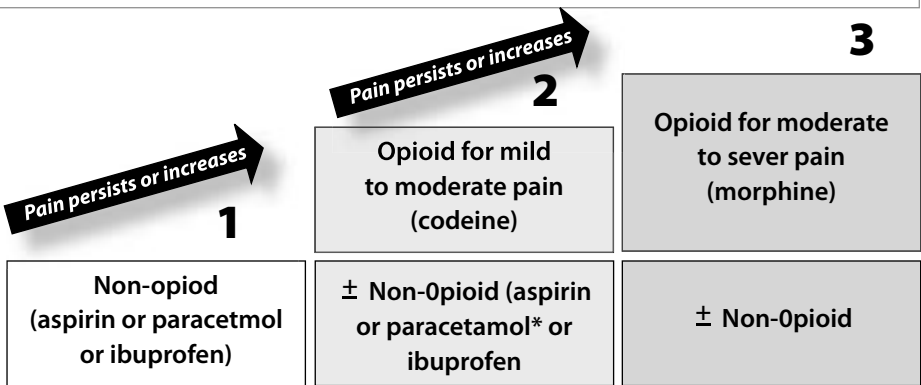 Pain persists or increases
1
Non-opiod
(aspirin or paracetmol
or ibuprofen)
Pain persists or increases
2
Opioid for mild
to moderate pain
(codeine)
± Non-0pioid (aspirin
or paracetamol* or
ibuprofen
3
Opioid for moderate
to sever pain
(morphine)
± Non-0pioid